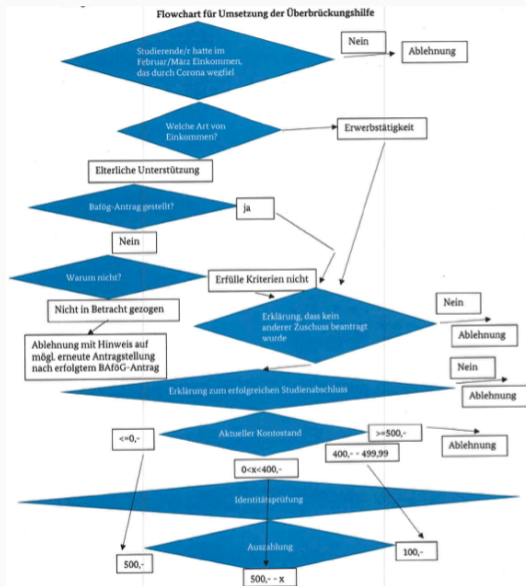 Flowchart für Umsetzung der Überbrückungshilfe
Studierende/r hatte im
Februar/März Einkommen,
das durch Corona wegfiel
Nein
Ablehnung
Welche Art von
Einkommen?
Erwerbstätigkeit
Elterliche Unterstützung
Bafög-Antrag gestellt?
ja
Nein
Warum nicht?
Erfülle Kriterien nicht
Nicht in Betracht gezogen
Ablehnung mit Hinweis auf
mögl. erneute Antragstellung
nach erfolgtem BAföG-Antrag
Erklärung, dass kein
anderer Zuschuss beantragt
wurde
Nein
Ablehnung
Erklärung zum erfolgreichen Studienabschluss
Nein
Ablehnung
Aktueller Kontostand
<=0,-
>=500,-
Ablehnung
400,- - 499,99
0<x<400,-
Identitätsprüfung
Auszahlung
500,-
500,- - x
100,-